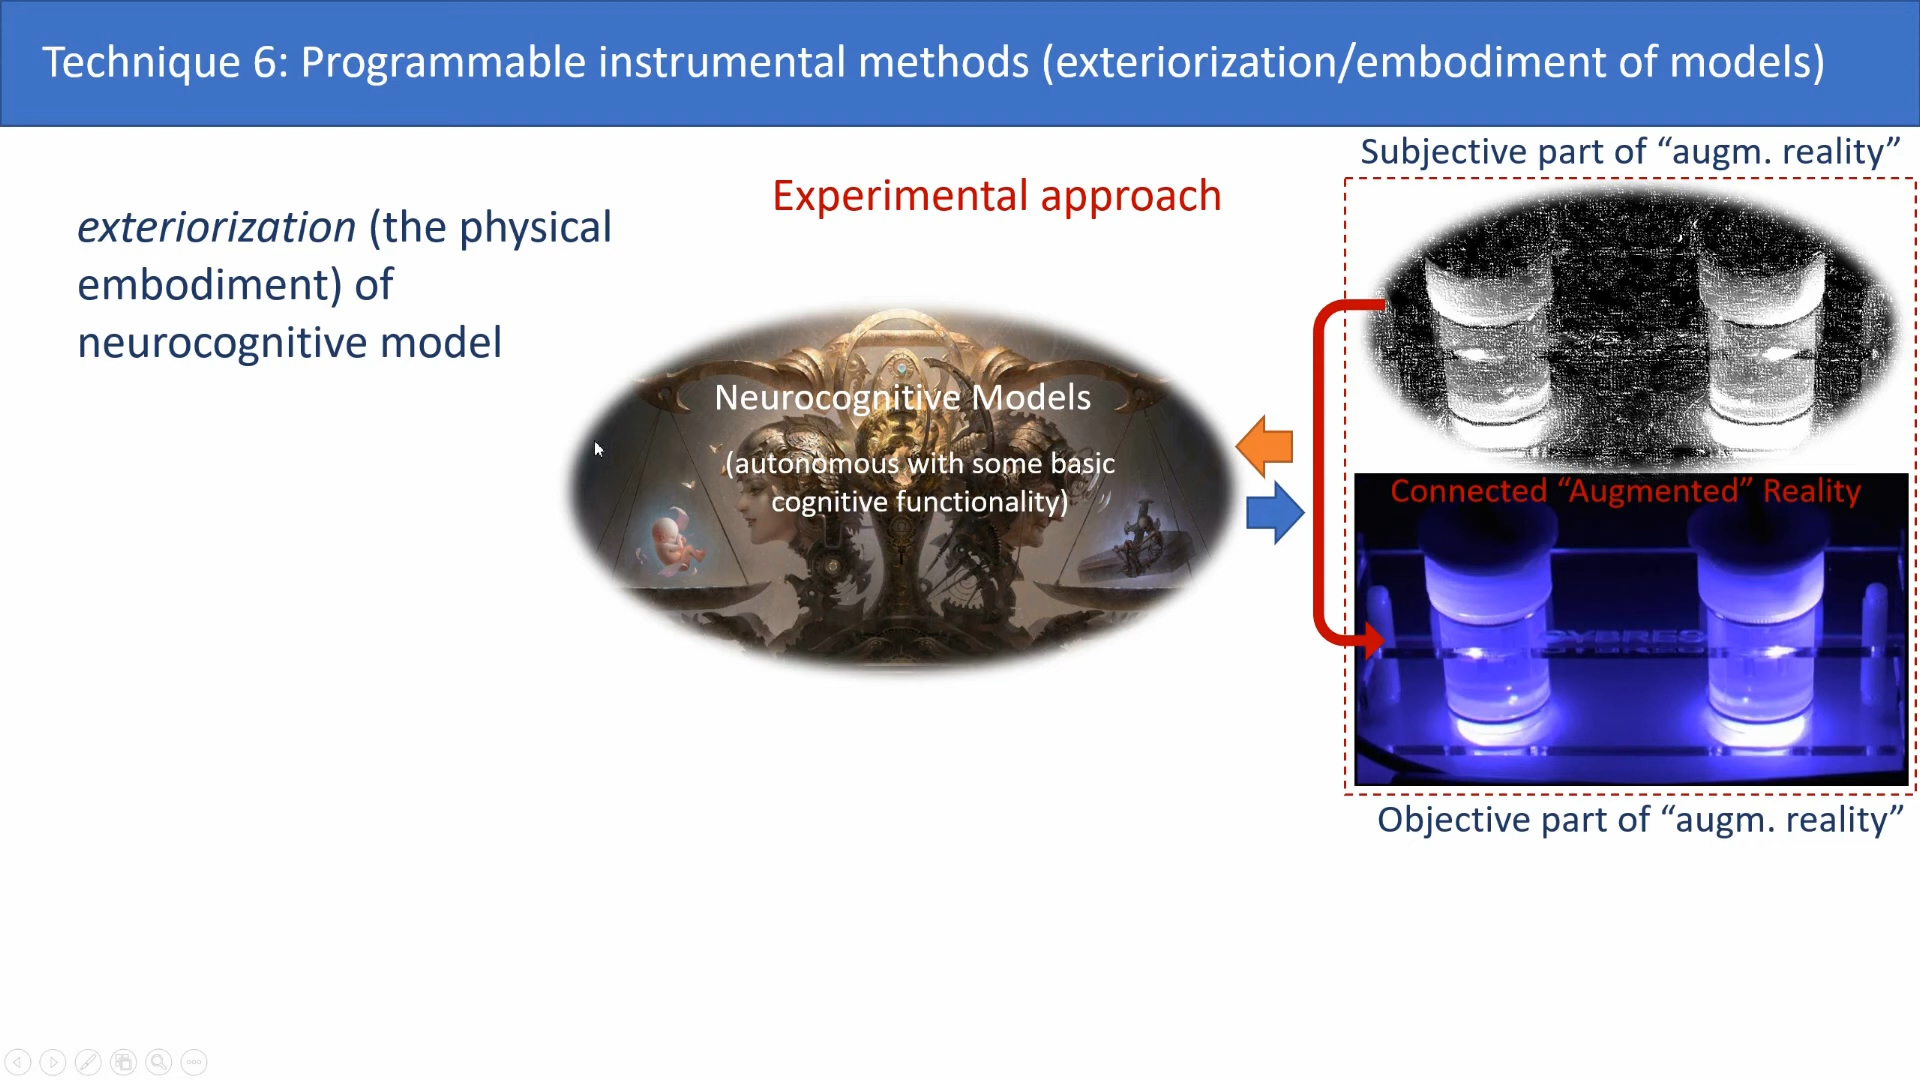 Technique 6: Programmable instrumental methods (exteriorization/embodiment of models)
Subjective part of “augm. reality”
Experimental approach
exteriorization (the physical
embodiment) of
neurocognitive model
Neurocognitive Models
(autonomous with some basic
cognitive functionality)
Connected “Augmented” Reality
CYBRES
Objective part of “augm. reality”